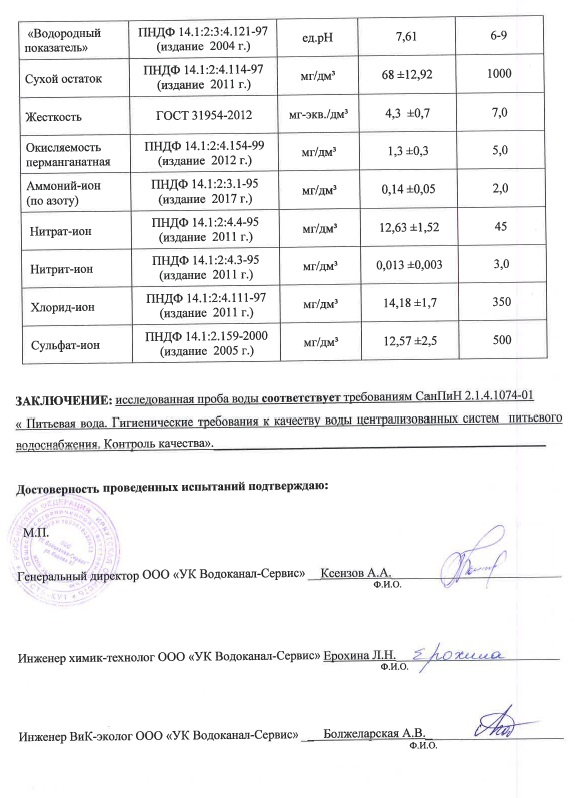 «Водородный показатель» ПНДФ 14.1:2:3:4.121-97 (издание 2004 г.) ед.pH 7,61 6-9
Сухой остаток ПНДФ 14.1:2:4.114-97 (издание 2011 г.) мг/дм³ 68 ±12,92 1000
Жесткость ГОСТ 31954-2012 мг-экв./дм³ 4,3 ±0,7 7,0
Окисляемость перманганатная ПНДФ 14.1:2:4.154-99 (издание 2012 г.) мг/дм³ 1,3 ±0,3 5,0
Аммоний-ион (по азоту) ПНДФ 14.1:2:3.1-95 (издание 2017 г.) мг/дм³ 0,14 ±0,05 2,0
Нитрат-ион ПНДФ 14.1:2:4.4-95 (издание 2011 г.) мг/дм³ 12,63 ±1,52 45
Нитрит-ион ПНДФ 14.1:2:4.3-95 (издание 2011 г.) мг/дм³ 0,013 ±0,003 3,0
Хлорид-ион ПНДФ 14.1:2:4.111-97 (издание 2011 г.) мг/дм³ 14,18 ±1,7 350
Сульфат-ион ПНДФ 14.1:2.159-2000 (издание 2005 г.) мг/дм³ 12,57 ±2,5 500
ЗАКЛЮЧЕНИЕ: исследованная проба воды соответствует требованиям СанПиН 2.1.4.1074-01
« Питьевая вода. Гигиенические требования к качеству воды централизованных систем питьевого
водоснабжения. Контроль качества».
Достоверность проведенных испытаний подтверждаю:
М.П.
Генеральный директор ООО «УК Водоканал-Сервис» Ксензов А.А.
Ф.И.О.
Инженер химик-технолог ООО «УК Водоканал-Сервис» Ерохина Л.Н. Ерохина
Ф.И.О.
Инженер ВиК-эколог ООО «УК Водоканал-Сервис» Болжеларская А.В.
Ф.И.О.